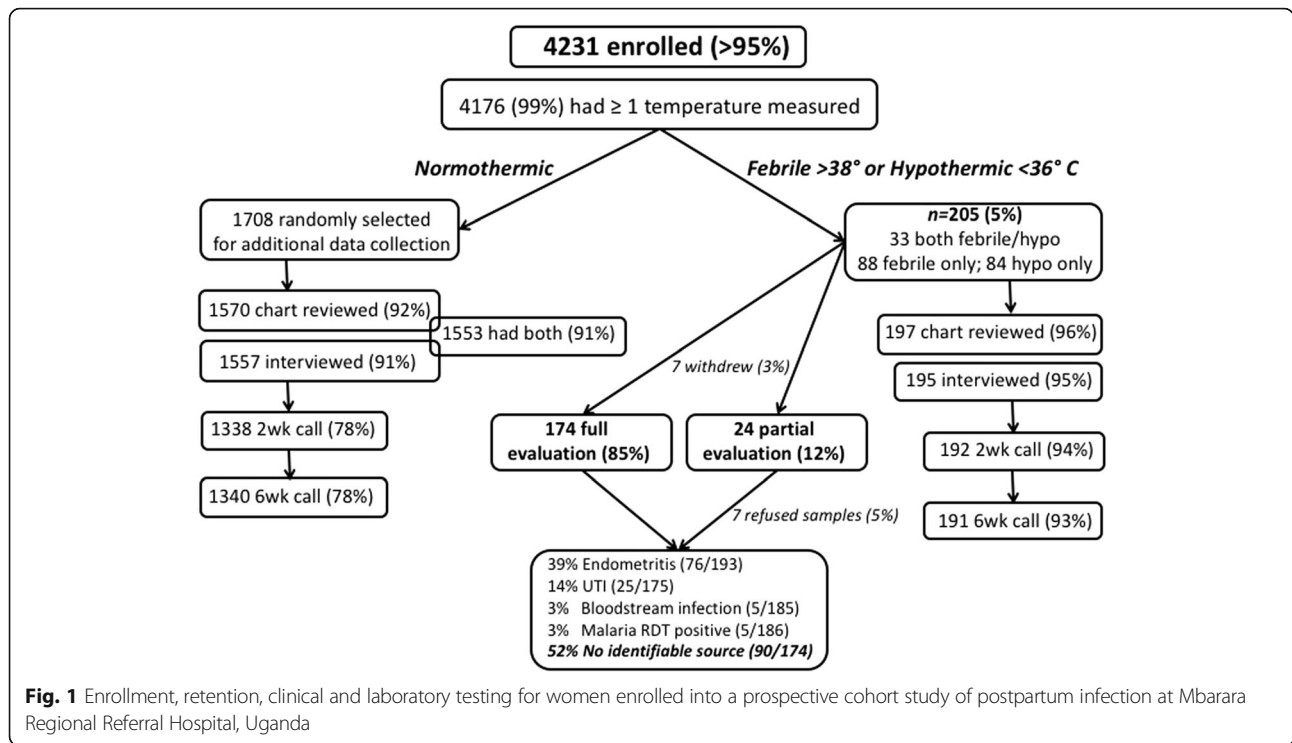 4231 enrolled (>95%)
4176 (99%) had ≥ 1 temperature measured
Normothermic
Febrile >38° or Hypothermic <36° C
1708 randomly selected
for additional data collection
1570 chart reviewed (92%)
1553 had both (91%)
1557 interviewed (91%)
1338 2wk call (78%)
1340 6wk call (78%)
n=205 (5%)
33 both febrile/hypo
88 febrile only; 84 hypo only
197 chart reviewed (96%)
195 interviewed (95%)
192 2wk call (94%)
191 6wk call (93%)
7 withdrew (3%)
174 full
evaluation (85%)
24 partial
evaluation (12%)
7 refused samples (5%)
39% Endometritis (76/193)
14% UTI (25/175)
3% Bloodstream infection (5/185)
3% Malaria RDT positive (5/186)
52% No identifiable source (90/174)
Fig. 1 Enrollment, retention, clinical and laboratory testing for women enrolled into a prospective cohort study of postpartum infection at Mbarara
Regional Referral Hospital, Uganda